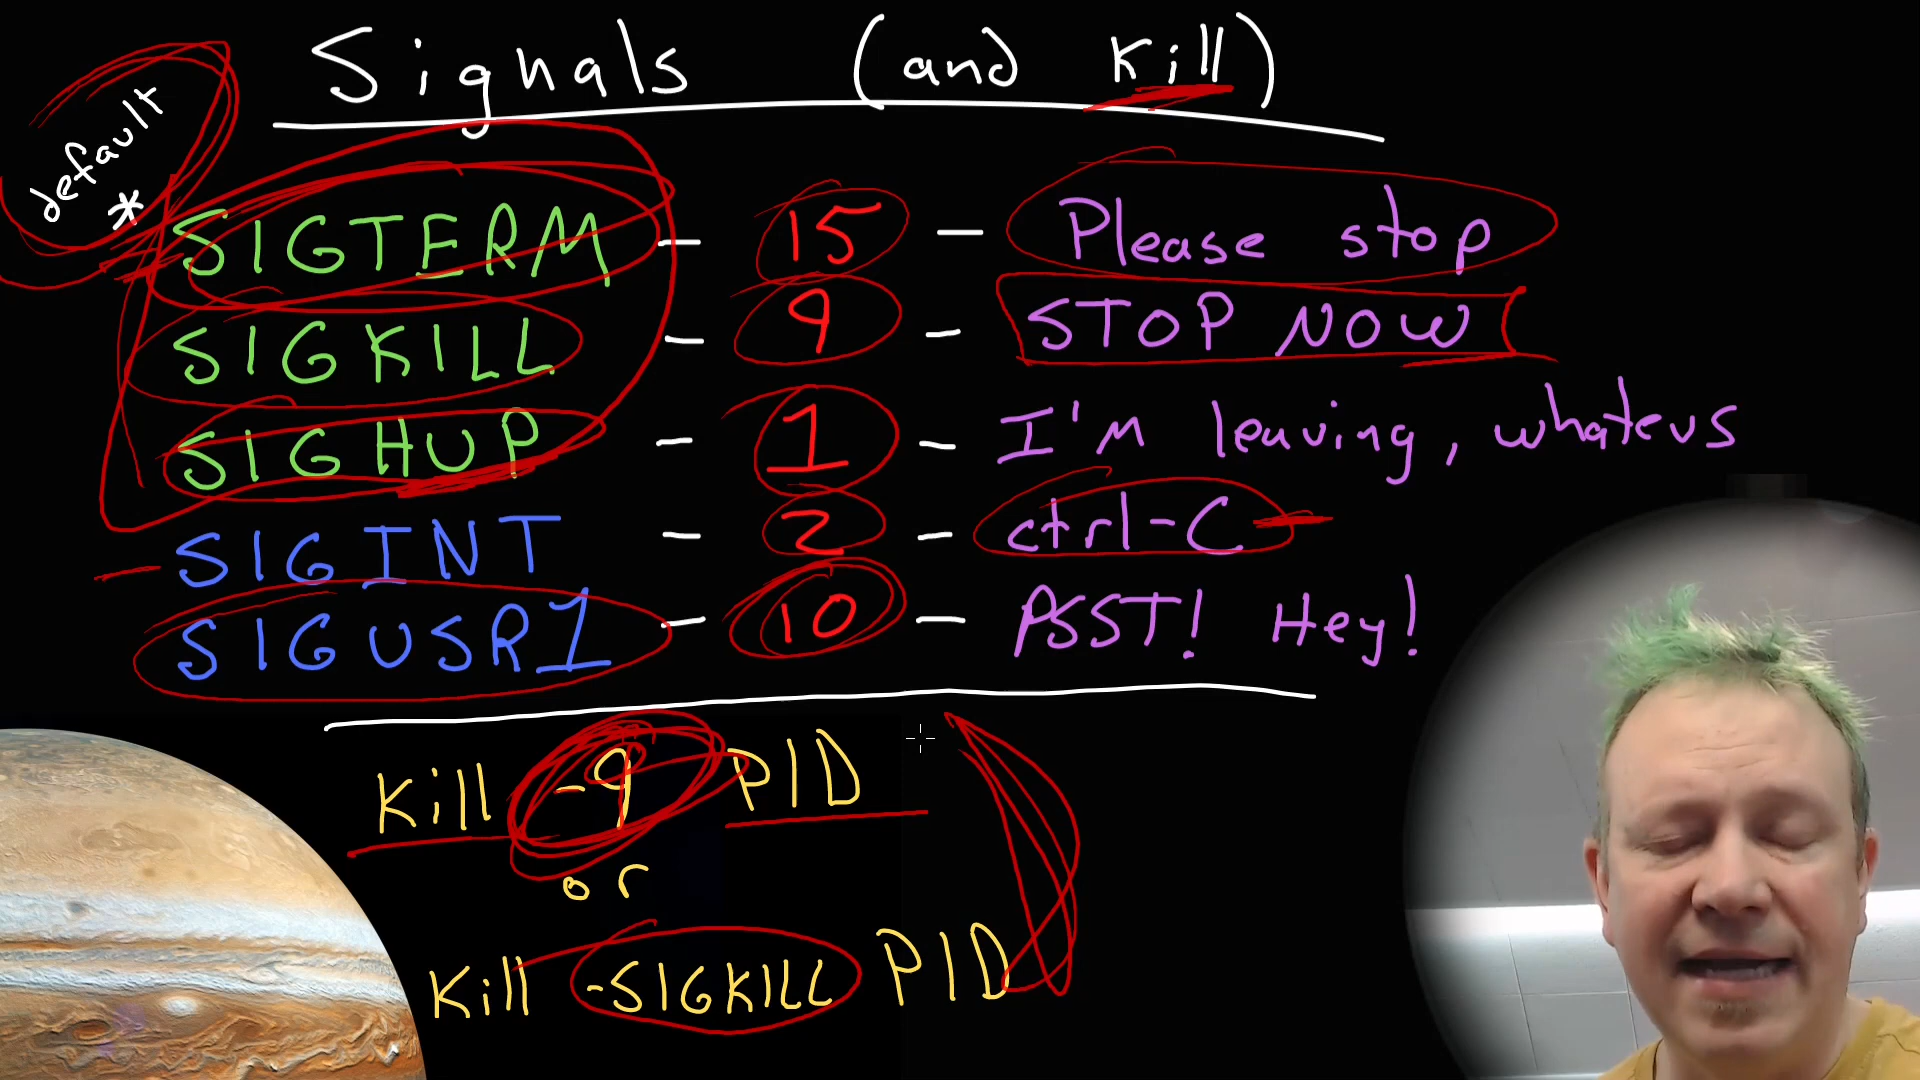 Signals (and Kill)
default
*
SIGTERM - 15 - Please stop
SIGKILL - 9 - STOP NOW
SIGHUP - 1 - I'M leaving, whatevs
SIGINT - 2 - ctrl-C
SIGUSR1 - 10 - PSST! Hey!
Kill -9 PID
or
Kill -SIGKILL PID